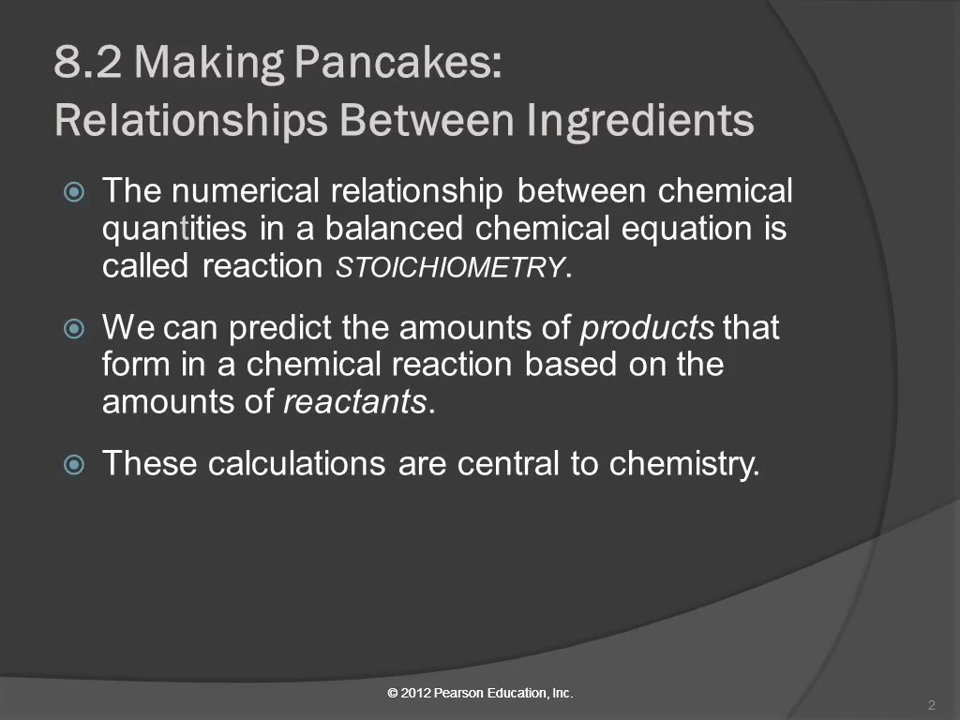 8.2 Making Pancakes:
Relationships Between Ingredients
The numerical relationship between chemical
quantities in a balanced chemical equation is
called reaction STOICHIOMETRY.
We can predict the amounts of products that
form in a chemical reaction based on the
amounts of reactants.
These calculations are central to chemistry.
© 2012 Pearson Education, Inc.
2